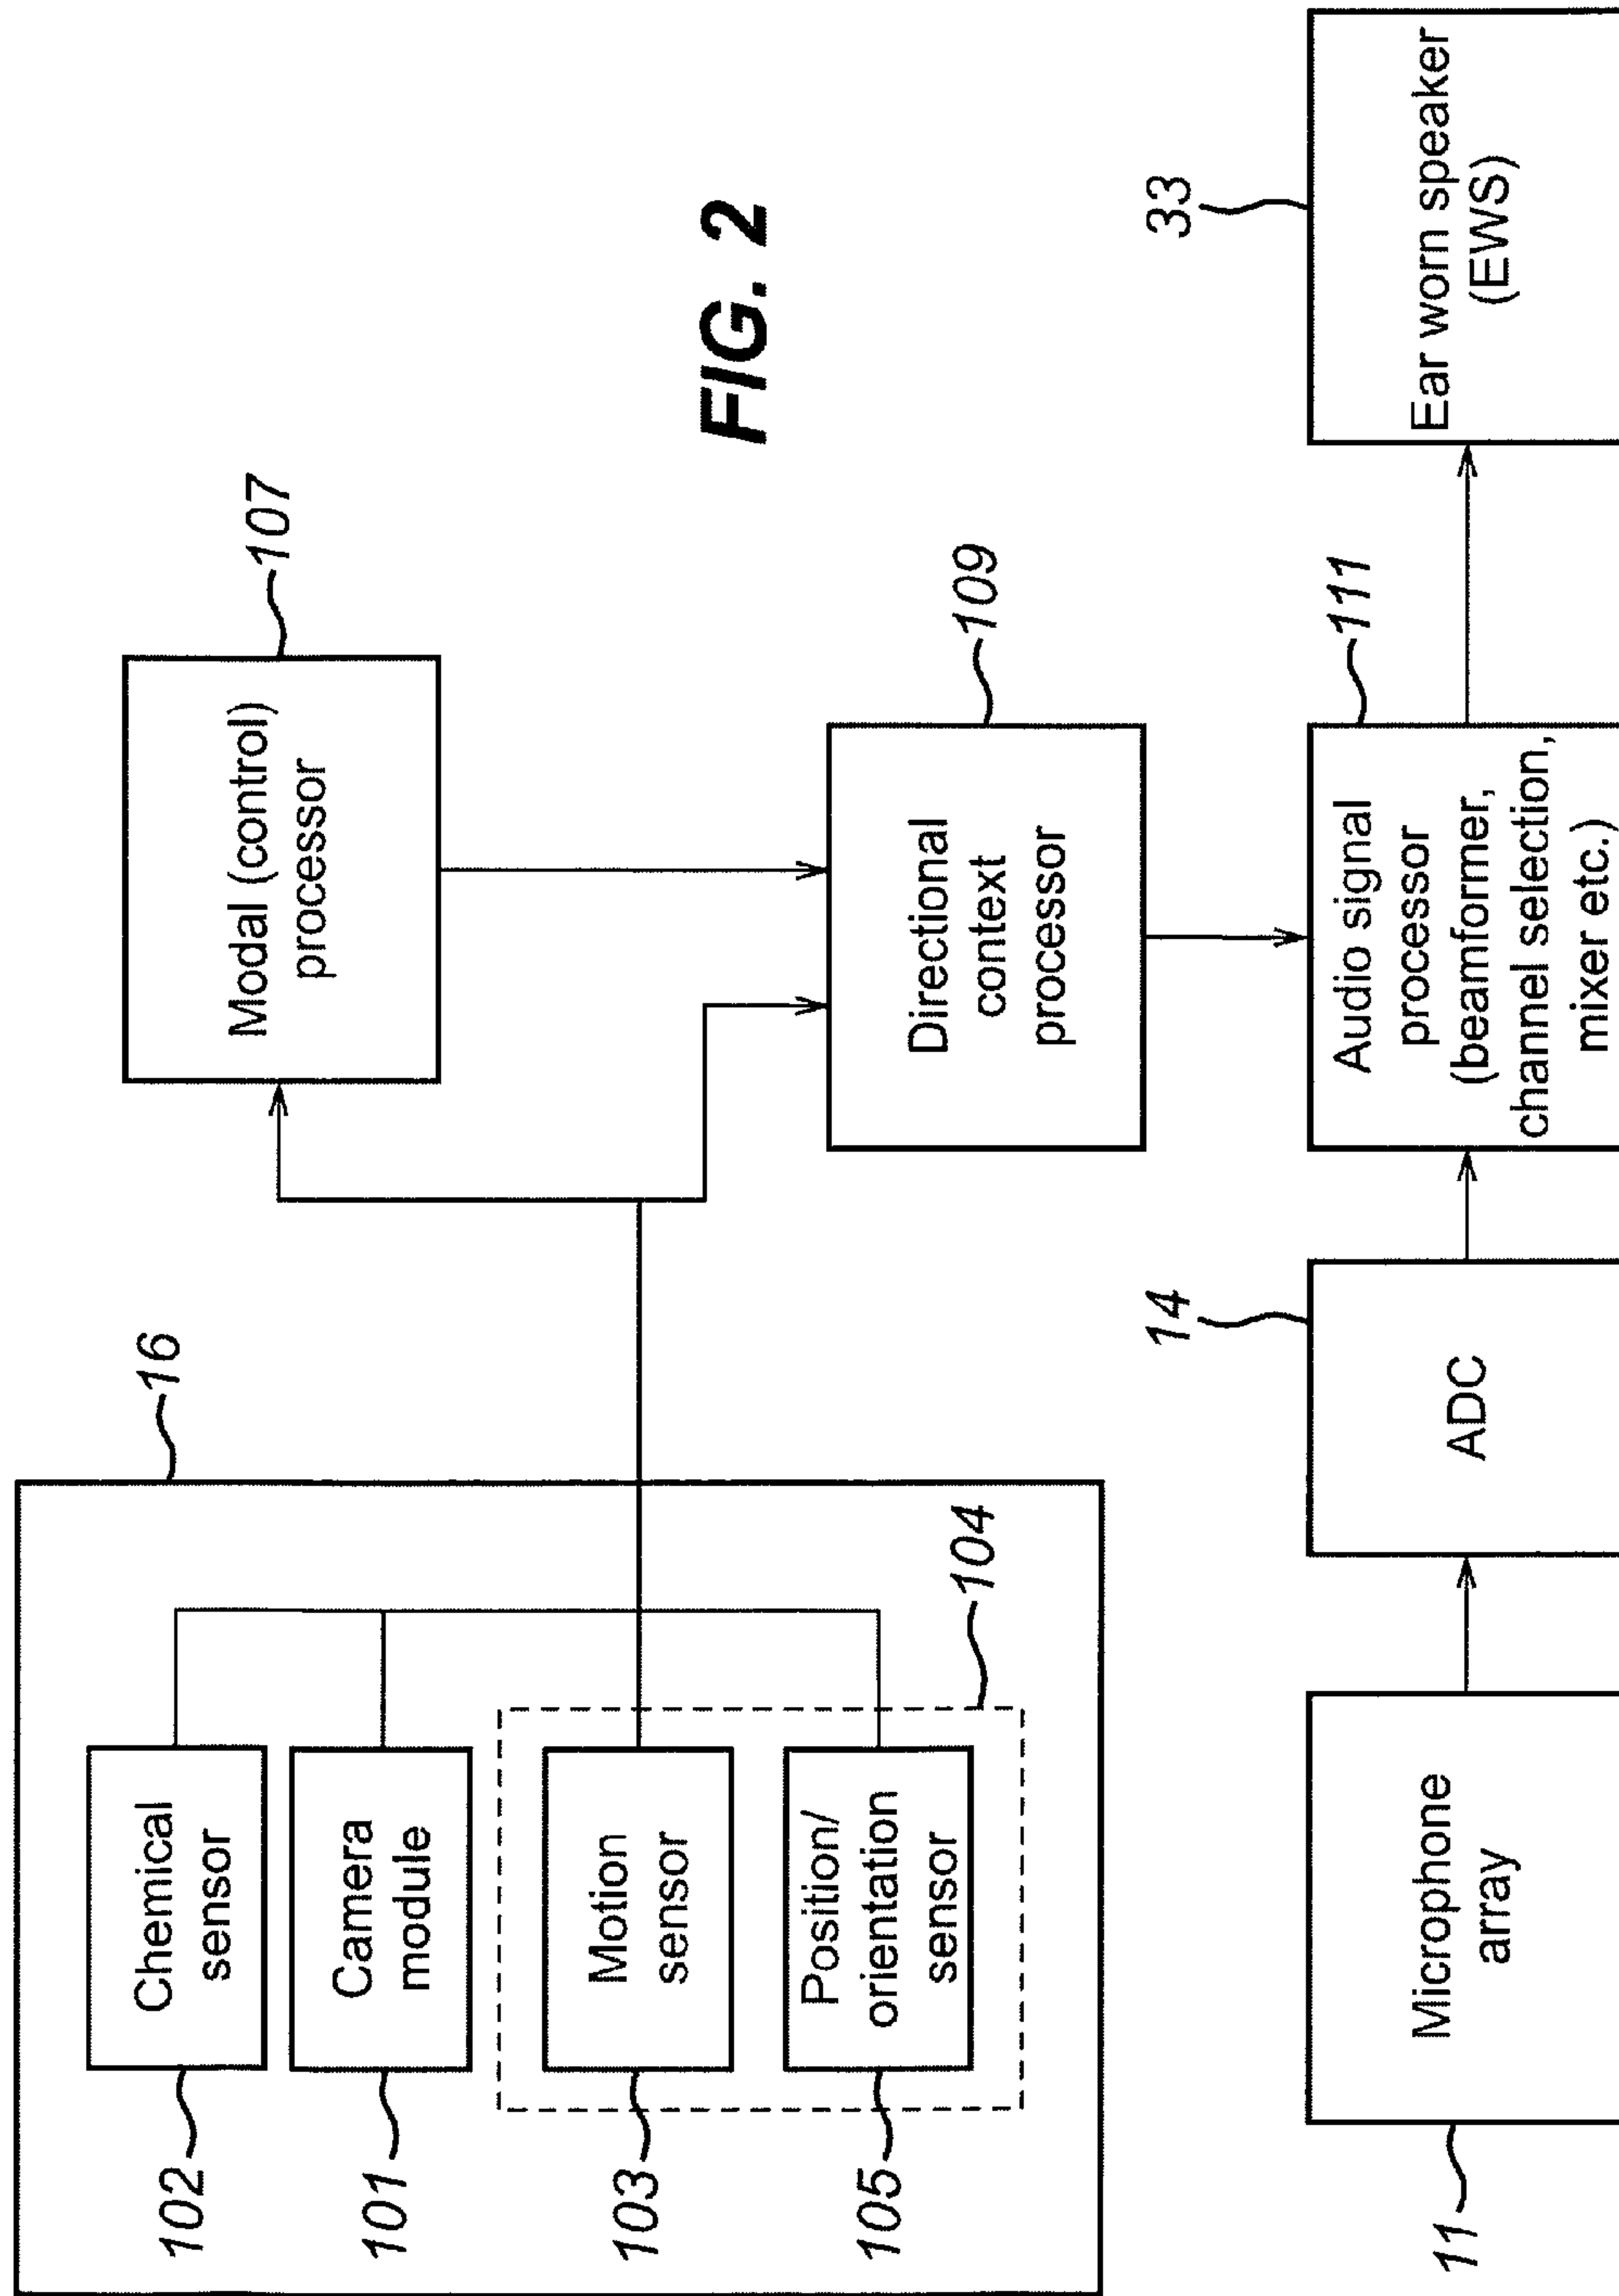 16
102
Chemical
sensor
101
Camera
module
103
Motion
sensor
104
105
Position/
orientation
sensor
Modal (control)
processor
107
FIG. 2
Directional
context
processor
109
11
Microphone
array
14
ADC
Audio signal
processor
(beamformer,
channel selection,
mixer etc.)
111
33
Ear worn speaker
(EWS)